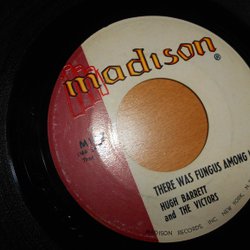 madison
®
THERE WAS FUNGUS AMONG
HUGH BARRETT
and THE VICTORS
MADISON RECORDS, INC. NEW YORK